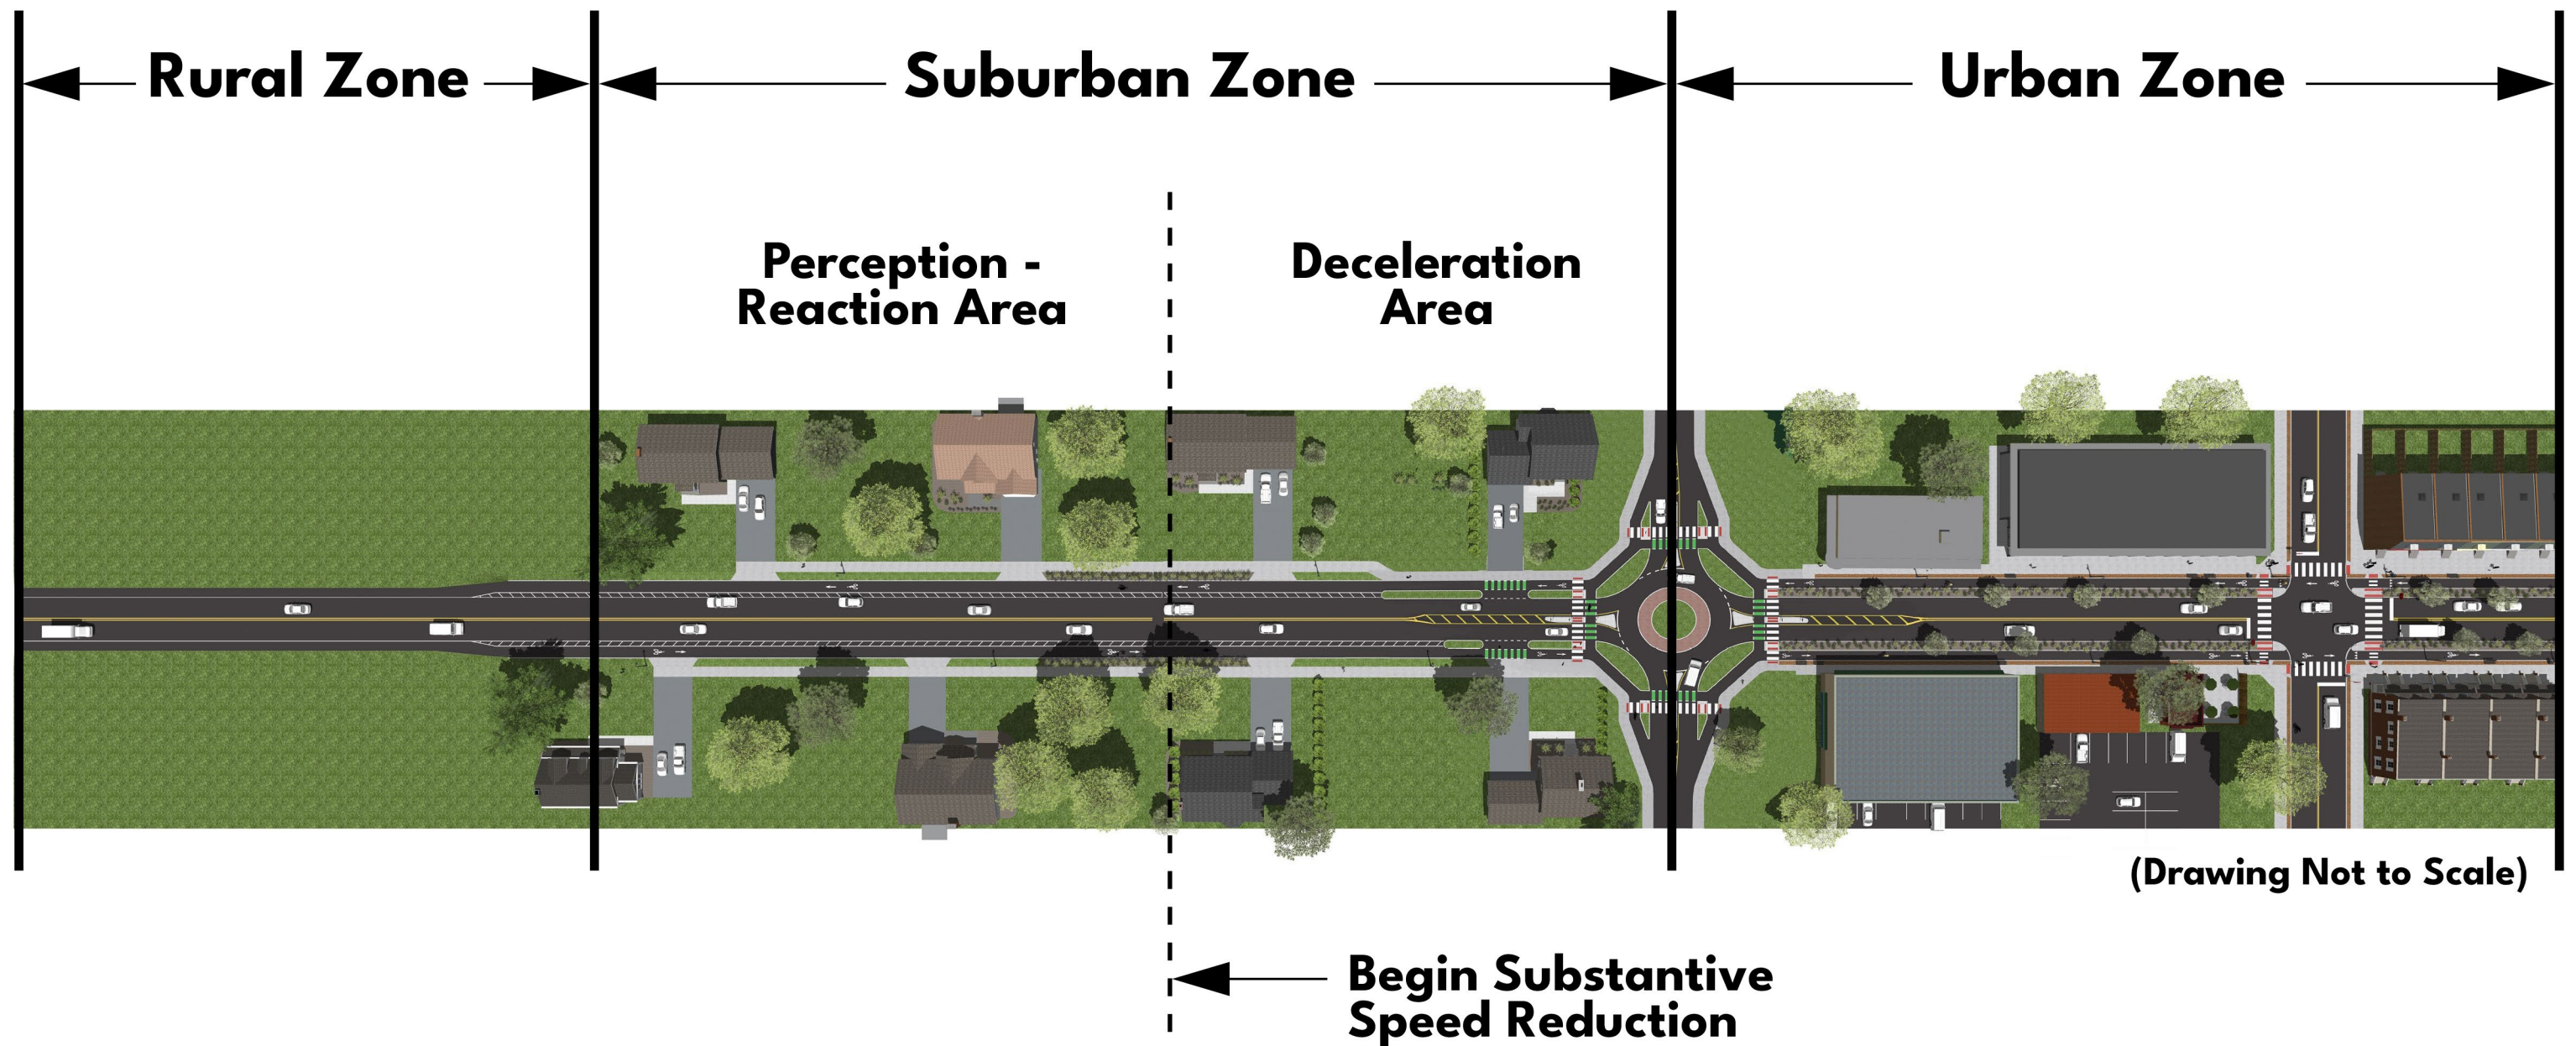 Rural Zone
Suburban Zone
Urban Zone
Perception -
Reaction Area
Deceleration
Area
(Drawing Not to Scale)
Begin Substantive
Speed Reduction